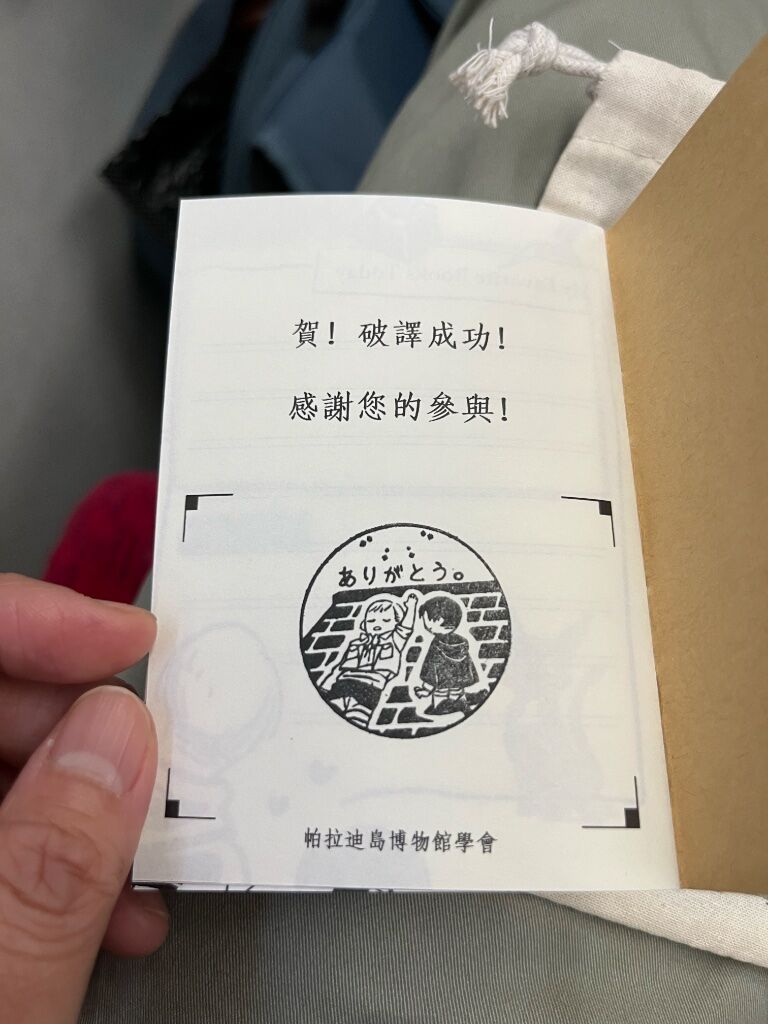 賀！破譯成功！
感謝您的參與！
ありがとう。
帕拉迪島博物館學會